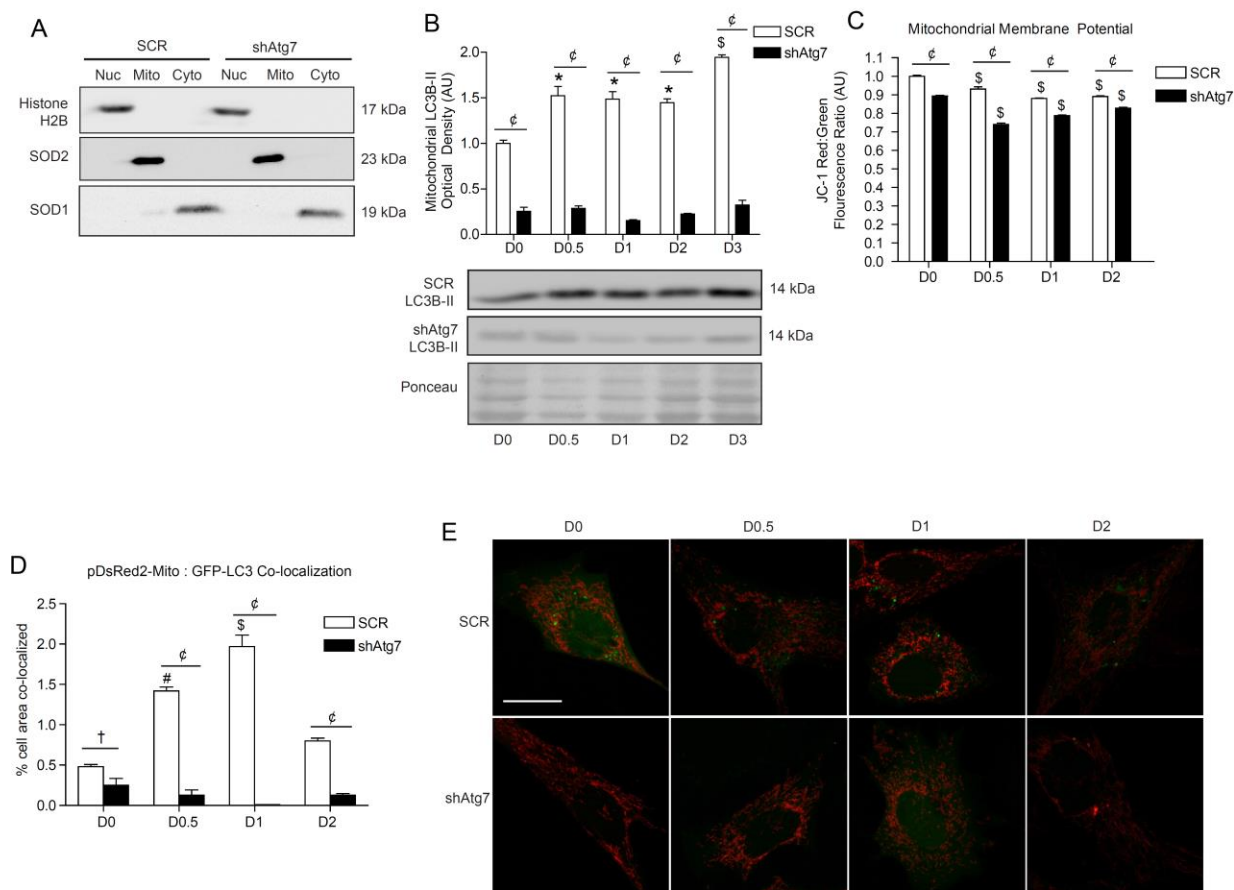 A
SCR shAtg7
Nuc Mito Cyto Nuc Mito Cyto
Histone
H2B
17 kDa
SOD2
23 kDa
SOD1
19 kDa
B
Mitochondrial LC3B-II
Optical Density (AU)
2.0
1.5
1.0
0.5
0.0
¢
¢
*
¢
*
¢
*
¢
$
SCR
shAtg7
D0 D0.5 D1 D2 D3
SCR
LC3B-II
14 kDa
shAtg7
LC3B-II
14 kDa
Ponceau
D0 D0.5 D1 D2 D3
C
Mitochondrial Membrane Potential
JC-1 Red:Green
Flourescence Ratio (AU)
1.1
1.0
0.9
0.8
0.7
0.6
0.5
0.4
0.3
0.2
0.1
0.0
¢ ¢ ¢ ¢
$ $ $ $ $ $
SCR
shAtg7
D0 D0.5 D1 D2
D
pDsRed2-Mito : GFP-LC3 Co-localization
% cell area co-localized
2.5
2.0
1.5
1.0
0.5
0.0
†
¢
#
¢
$
¢
SCR
shAtg7
D0 D0.5 D1 D2
E
D0 D0.5 D1 D2
SCR
shAtg7